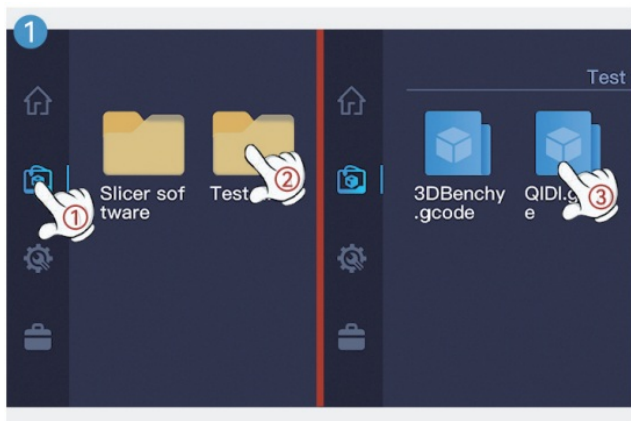 1
Test
Slicer sof
tware
①
Test
②
3DBenchy
.gcode
QIDI.g
e
③